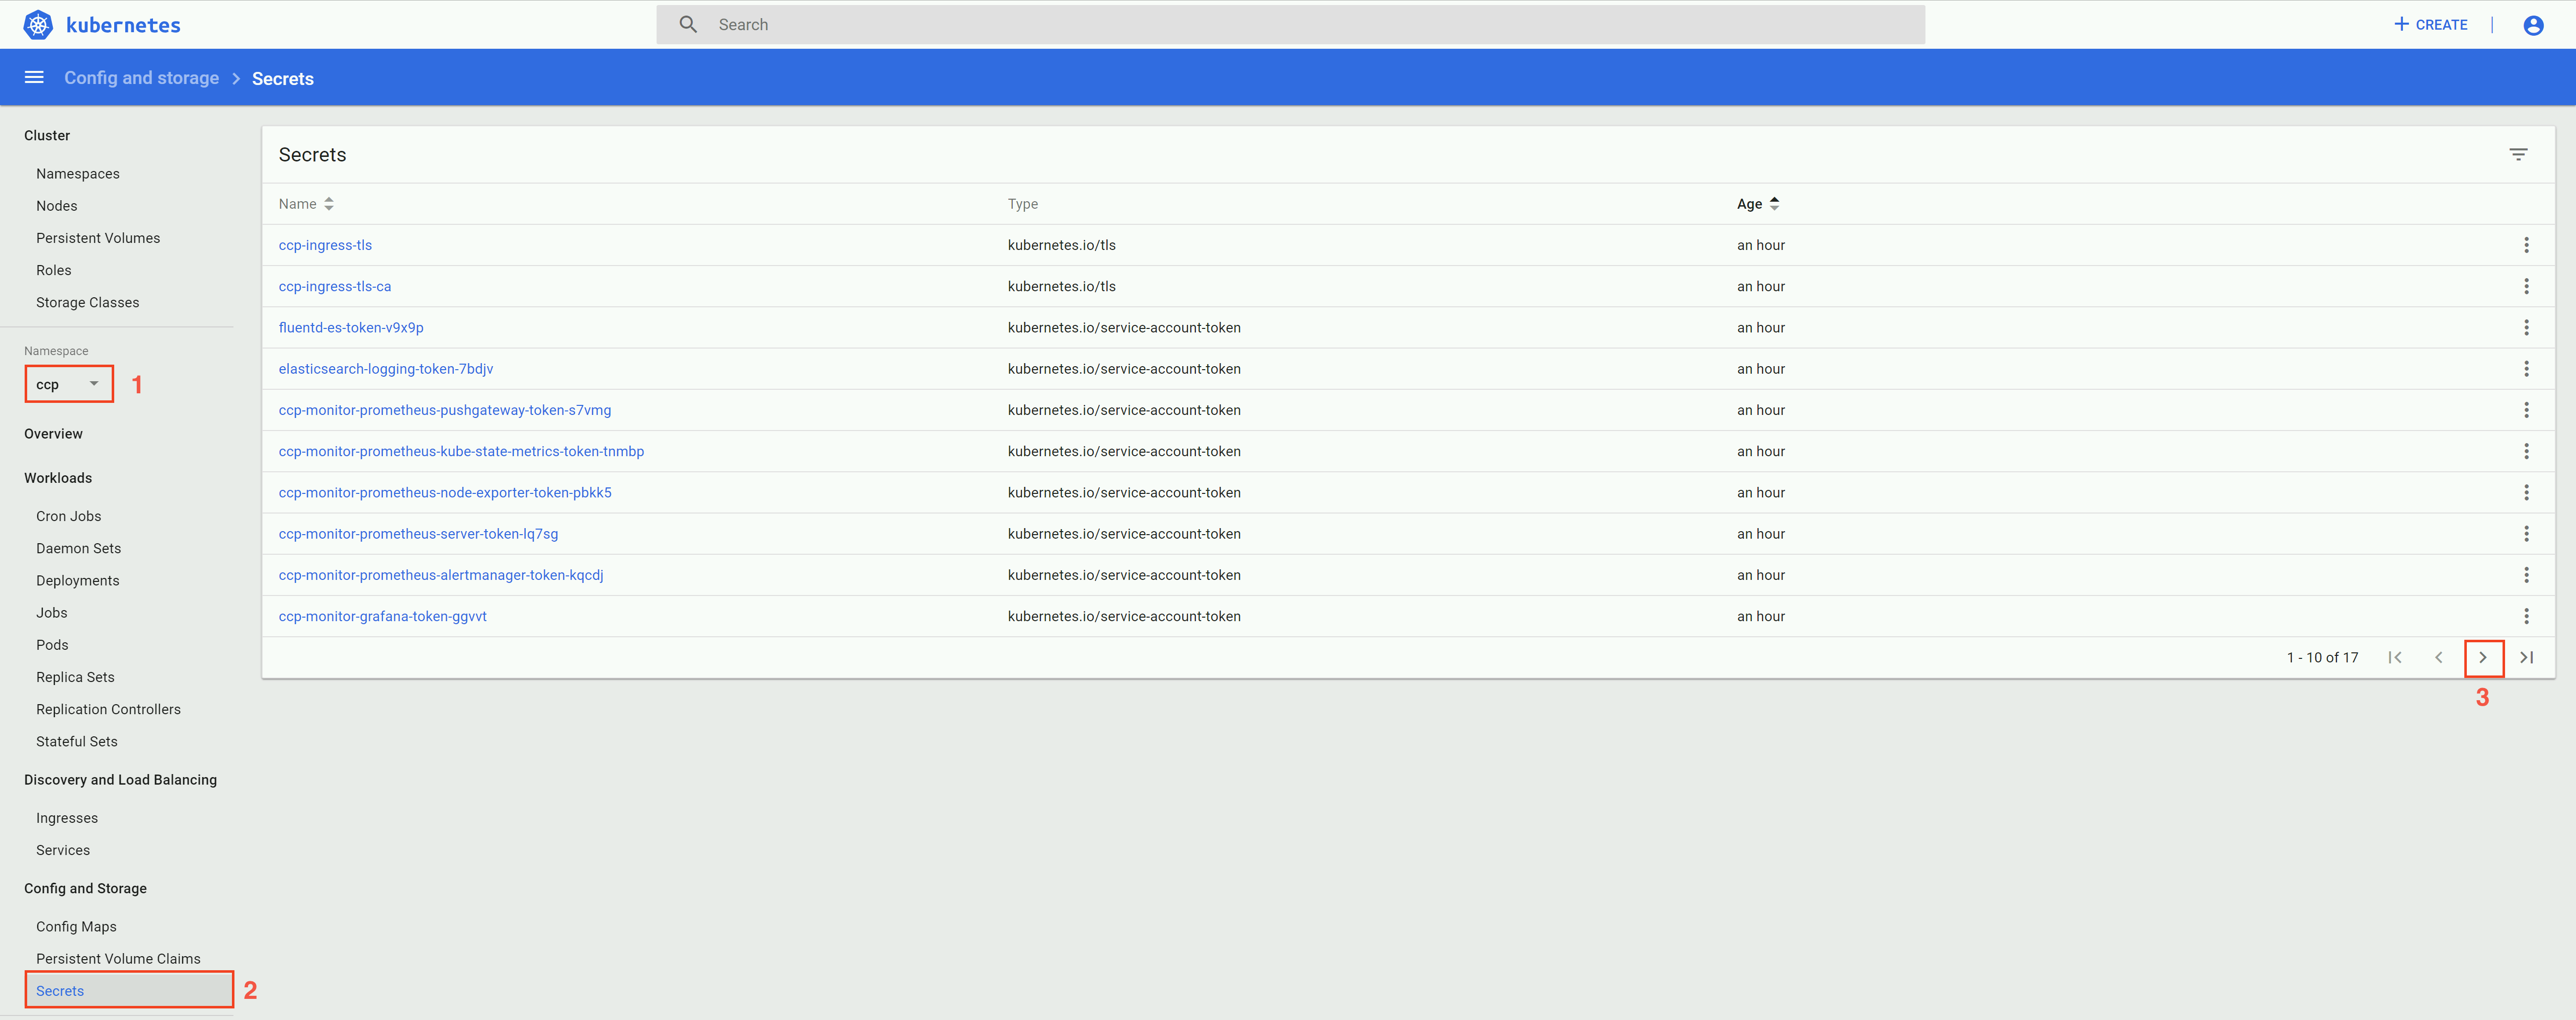 kubernetes
Search
CREATE
Config and storage > Secrets
Cluster
Namespaces
Nodes
Persistent Volumes
Roles
Storage Classes
Namespace
ccp
1
Overview
Workloads
Cron Jobs
Daemon Sets
Deployments
Jobs
Pods
Replica Sets
Replication Controllers
Stateful Sets
Discovery and Load Balancing
Ingresses
Services
Config and Storage
Config Maps
Persistent Volume Claims
Secrets
2
Secrets
Name Type Age
ccp-ingress-tls kubernetes.io/tls an hour
ccp-ingress-tls-ca kubernetes.io/tls an hour
fluentd-es-token-v9x9p kubernetes.io/service-account-token an hour
elasticsearch-logging-token-7bdjv kubernetes.io/service-account-token an hour
ccp-monitor-prometheus-pushgateway-token-s7vmg kubernetes.io/service-account-token an hour
ccp-monitor-prometheus-kube-state-metrics-token-tnmbp kubernetes.io/service-account-token an hour
ccp-monitor-prometheus-node-exporter-token-pbkk5 kubernetes.io/service-account-token an hour
ccp-monitor-prometheus-server-token-lq7sg kubernetes.io/service-account-token an hour
ccp-monitor-prometheus-alertmanager-token-kqcdj kubernetes.io/service-account-token an hour
ccp-monitor-grafana-token-ggvvt kubernetes.io/service-account-token an hour
1 - 10 of 17
3